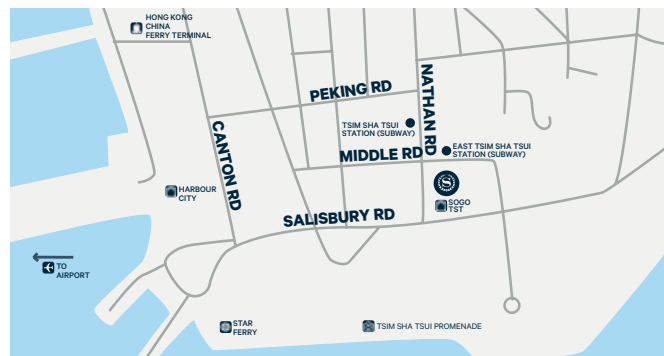 HONG KONG
CHINA
FERRY TERMINAL
PEKING RD
NATHAN RD
TSIM SHA TSUI
STATION (SUBWAY)
CANTON RD
MIDDLE RD
EAST TSIM SHA TSUI
STATION (SUBWAY)
HARBOUR
CITY
S
SOGO
TST
SALISBURY RD
TO
AIRPORT
STAR
FERRY
TSIM SHA TSUI PROMENADE